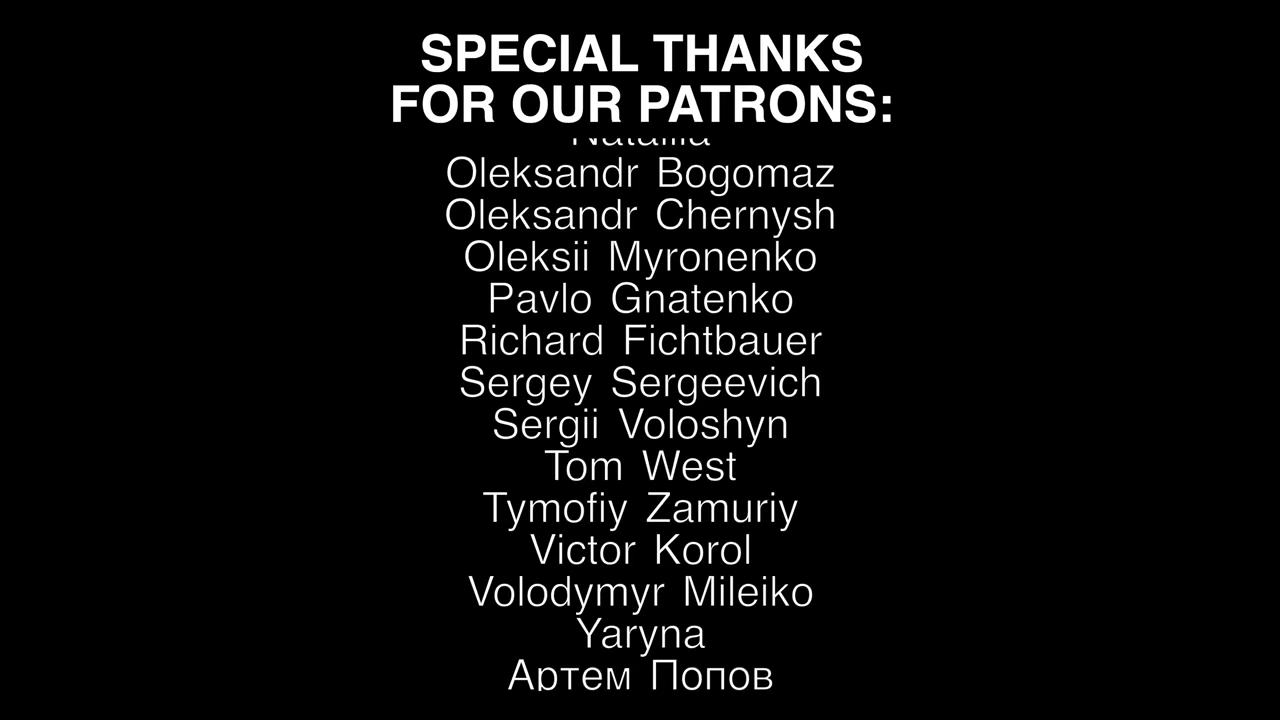 SPECIAL THANKS
FOR OUR PATRONS:
Oleksandr Bogomaz
Oleksandr Chernysh
Oleksii Myronenko
Pavlo Gnatenko
Richard Fichtbauer
Sergey Sergeevich
Sergii Voloshyn
Tom West
Tymofiy Zamuriy
Victor Korol
Volodymyr Mileiko
Yaryna
Артем Попов